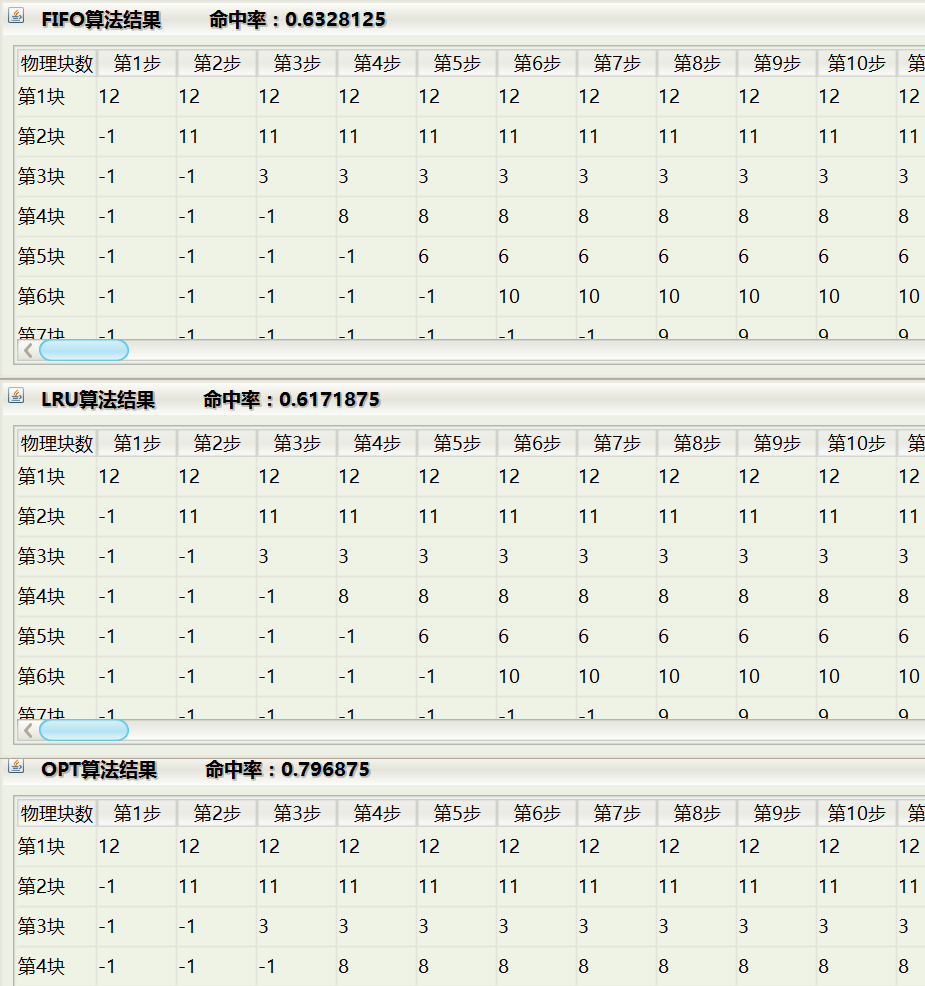 FIFO算法结果 命中率：0.6328125
物理块数 第1步 第2步 第3步 第4步 第5步 第6步 第7步 第8步 第9步 第10步 第
第1块 12 12 12 12 12 12 12 12 12 12 12
第2块 -1 11 11 11 11 11 11 11 11 11 11
第3块 -1 -1 3 3 3 3 3 3 3 3 3
第4块 -1 -1 -1 8 8 8 8 8 8 8 8
第5块 -1 -1 -1 -1 6 6 6 6 6 6 6
第6块 -1 -1 -1 -1 -1 10 10 10 10 10 10
第7块 -1 -1 -1 -1 -1 -1 -1 9 9 9 9
LRU算法结果 命中率：0.6171875
物理块数 第1步 第2步 第3步 第4步 第5步 第6步 第7步 第8步 第9步 第10步 第
第1块 12 12 12 12 12 12 12 12 12 12 12
第2块 -1 11 11 11 11 11 11 11 11 11 11
第3块 -1 -1 3 3 3 3 3 3 3 3 3
第4块 -1 -1 -1 8 8 8 8 8 8 8 8
第5块 -1 -1 -1 -1 6 6 6 6 6 6 6
第6块 -1 -1 -1 -1 -1 10 10 10 10 10 10
第7块 -1 -1 -1 -1 -1 -1 -1 9 9 9 9
OPT算法结果 命中率：0.796875
物理块数 第1步 第2步 第3步 第4步 第5步 第6步 第7步 第8步 第9步 第10步 第
第1块 12 12 12 12 12 12 12 12 12 12 12
第2块 -1 11 11 11 11 11 11 11 11 11 11
第3块 -1 -1 3 3 3 3 3 3 3 3 3
第4块 -1 -1 -1 8 8 8 8 8 8 8 8